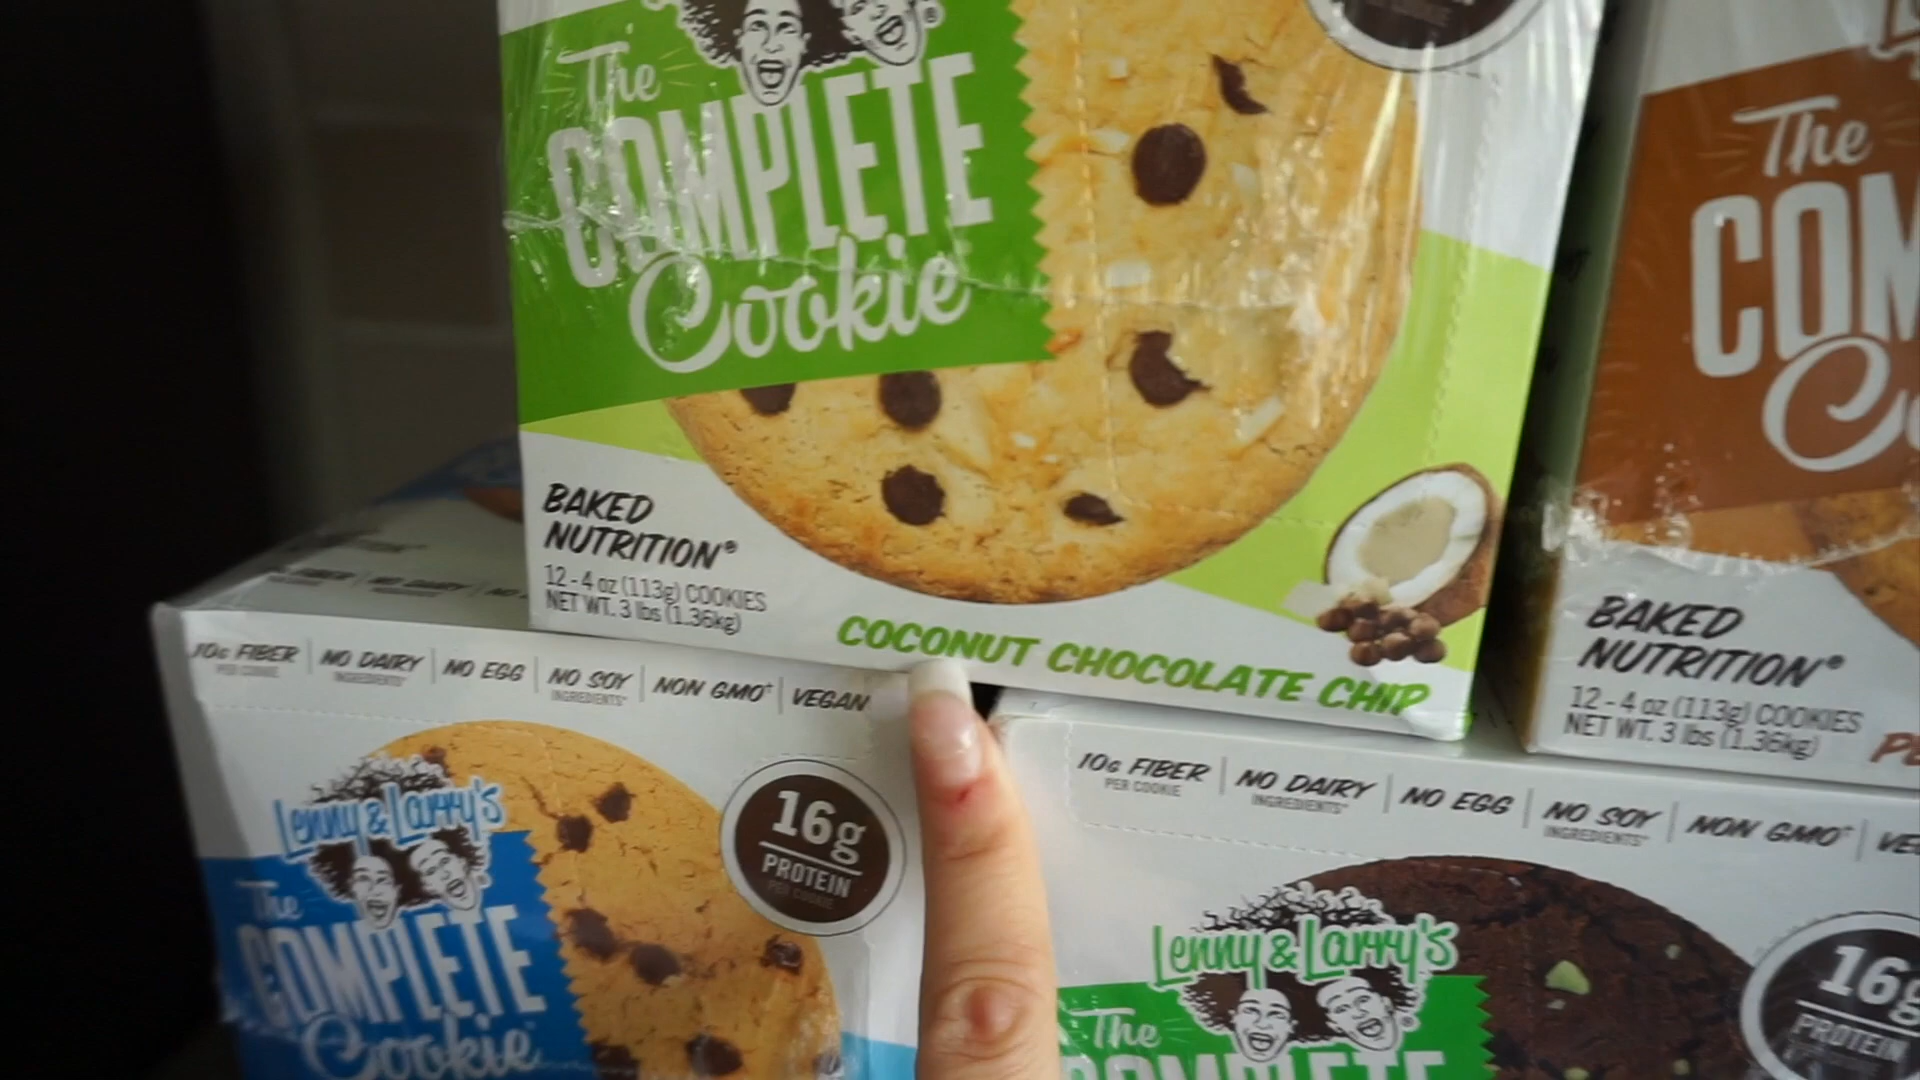 The
COMPLETE
Cookie
BAKED
NUTRITION®
12 - 4 oz (113g) COOKIES
NET WT. 3 lbs (1.36kg)
COCONUT CHOCOLATE CHIP
The
COM
BAKED
NUTRITION®
12 - 4 oz (113g) COOKIES
NET WT. 3 lbs (1.36kg)
10G FIBER
PER COOKIE
NO DAIRY
INGREDIENTS*
NO EGG
NO SOY
INGREDIENTS*
NON GMO†
VEGAN
Lenny & Larry's
The
COMPLETE
Cookie
16g
PROTEIN
PER COOKIE
10G FIBER
PER COOKIE
NO DAIRY
INGREDIENTS*
NO EGG
NO SOY
INGREDIENTS*
NON GMO†
Lenny & Larry's
The
COMPLETE
16g
PROTEIN